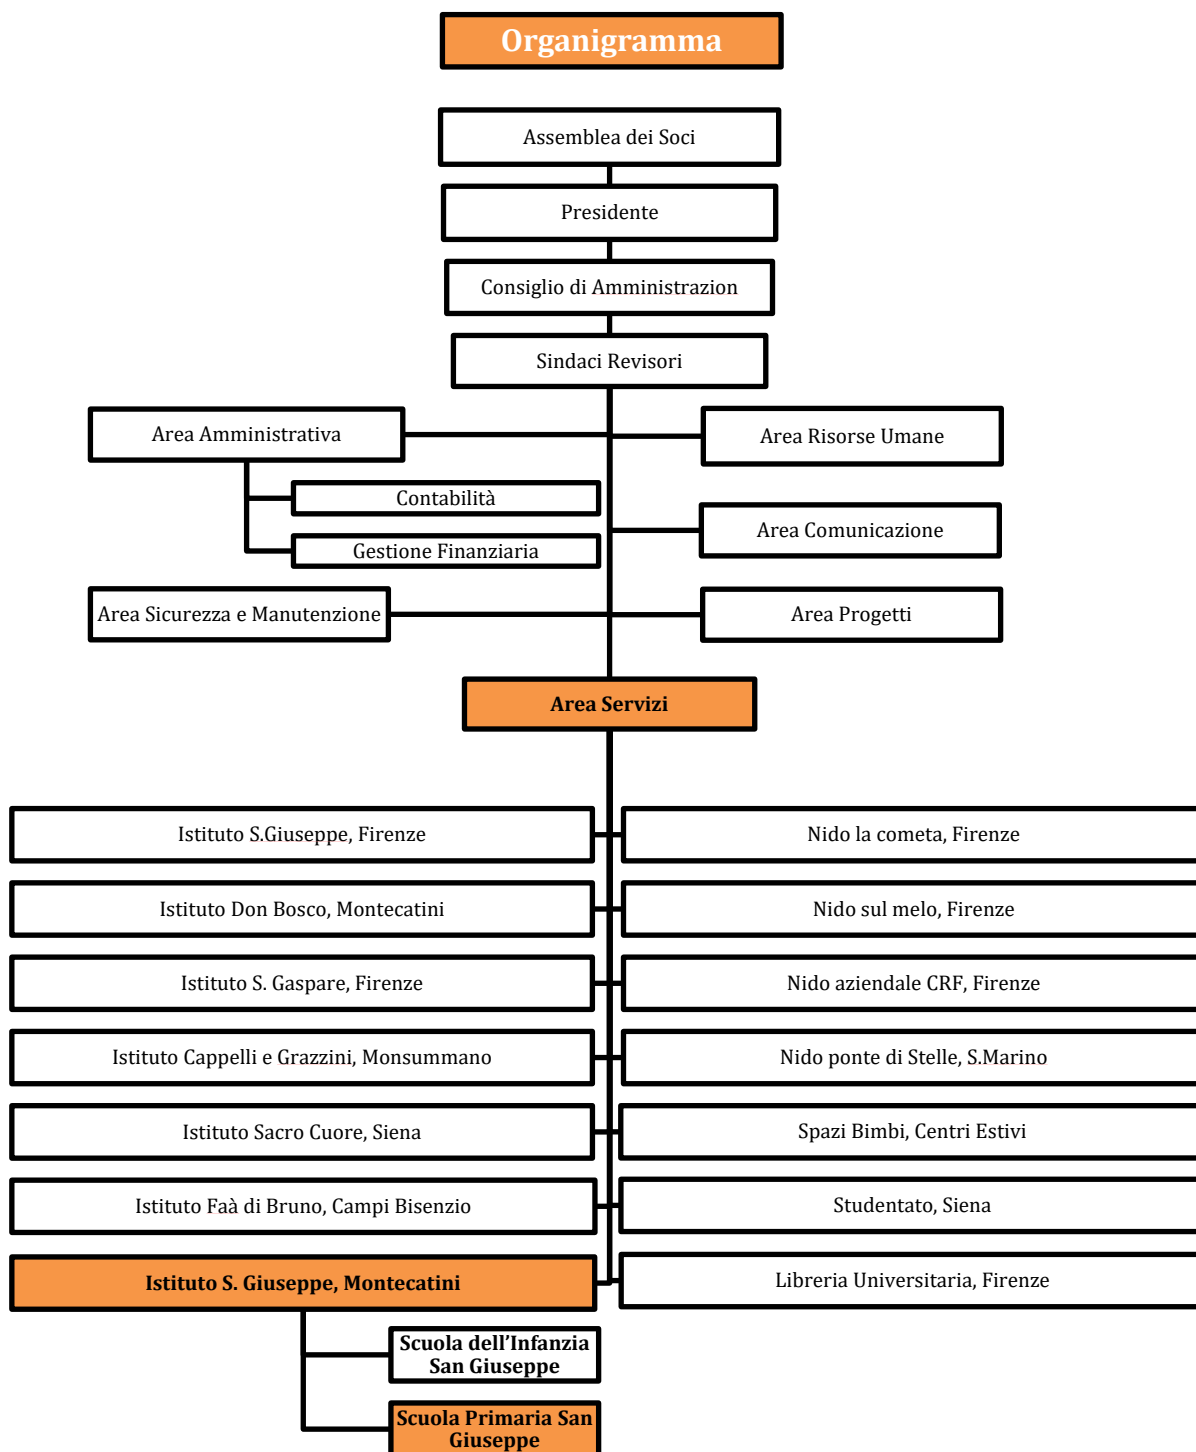 Organigramma
Assemblea dei Soci
Presidente
Consiglio di Amministrazion
Sindaci Revisori
Area Amministrativa
Area Risorse Umane
Contabilità
Area Comunicazione
Gestione Finanziaria
Area Sicurezza e Manutenzione
Area Progetti
Area Servizi
Istituto S.Giuseppe, Firenze
Nido la cometa, Firenze
Istituto Don Bosco, Montecatini
Nido sul melo, Firenze
Istituto S. Gaspare, Firenze
Nido aziendale CRF, Firenze
Istituto Cappelli e Grazzini, Monsummano
Nido ponte di Stelle, S.Marino
Istituto Sacro Cuore, Siena
Spazi Bimbi, Centri Estivi
Istituto Faà di Bruno, Campi Bisenzio
Studentato, Siena
Istituto S. Giuseppe, Montecatini
Libreria Universitaria, Firenze
Scuola dell’Infanzia
San Giuseppe
Scuola Primaria San
Giuseppe